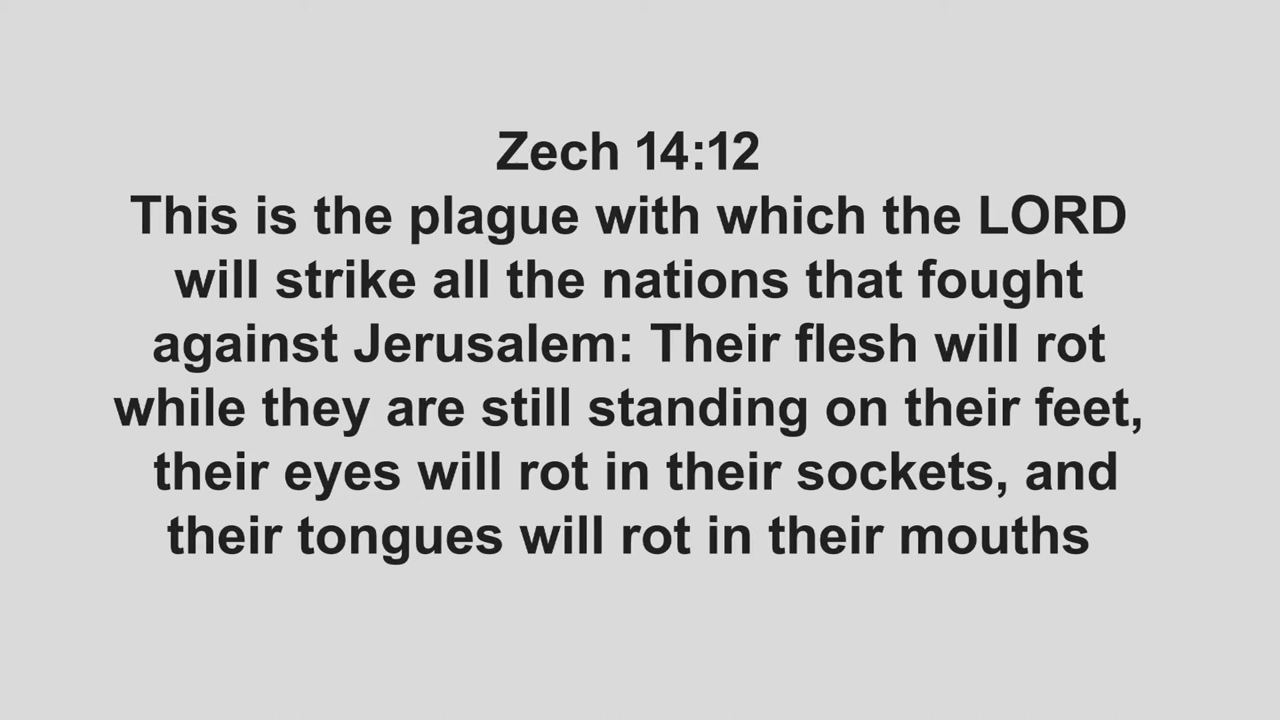 Zech 14:12
This is the plague with which the LORD
will strike all the nations that fought
against Jerusalem: Their flesh will rot
while they are still standing on their feet,
their eyes will rot in their sockets, and
their tongues will rot in their mouths